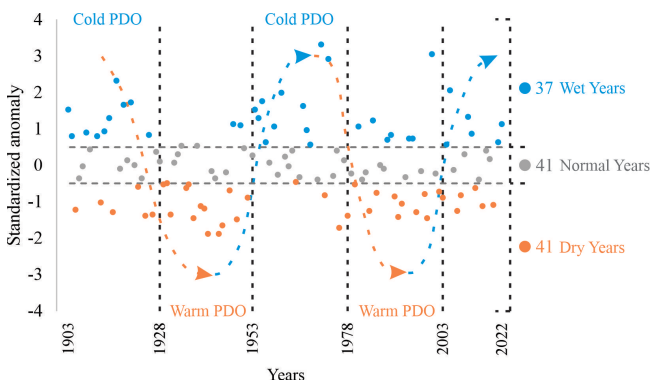 Cold PDO
Cold PDO
4
3
2
1
0
-1
-2
-3
-4
Standardized anomaly
37 Wet Years
41 Normal Years
41 Dry Years
Warm PDO
Warm PDO
1903
1928
1953
1978
2003
2022
Years